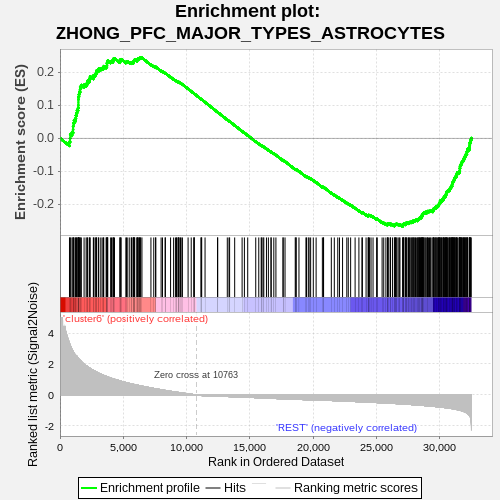 Enrichment plot:
ZHONG_PFC_MAJOR_TYPES_ASTROCYTES
Enrichment score (ES)
0.2
0.1
0.0
-0.1
-0.2
Ranked list metric (Signal2Noise)
4
2
0
-2
'cluster6' (positively correlated)
Zero cross at 10763
'REST' (negatively correlated)
0
5,000
10,000
15,000
20,000
25,000
30,000
Rank in Ordered Dataset
Enrichment profile
Hits
Ranking metric scores